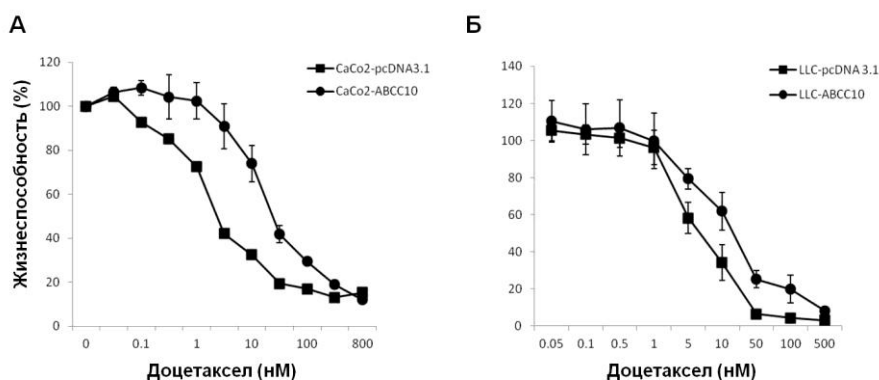 А
120
100
80
60
40
20
0
Жизнеспособность (%)
CaCo2-pcDNA3.1
CaCo2-ABCC10
0 0.1 1 10 100 800
Доцетаксел (нМ)
Б
140
120
100
80
60
40
20
0
LLC-pcDNA3.1
LLC-ABCC10
0.05 0.1 0.5 1 5 10 50 100 500
Доцетаксел (нМ)